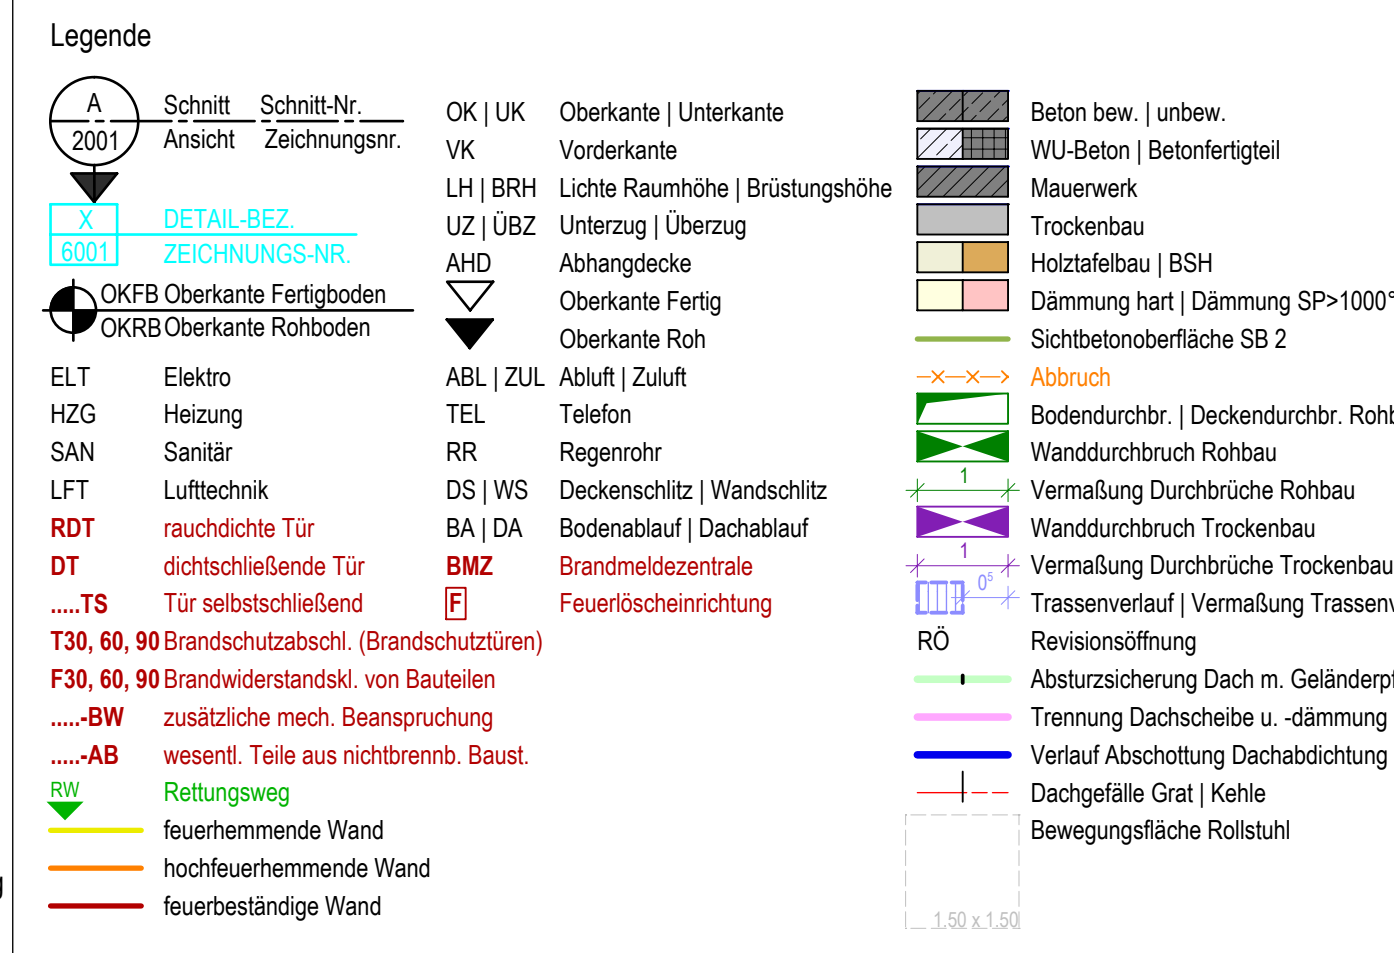 Legende
A
2001
Schnitt Schnitt-Nr.
Ansicht Zeichnungsnr.
X
6001
DETAIL-BEZ.
ZEICHNUNGS-NR.
OKFB Oberkante Fertigboden
OKRB Oberkante Rohboden
ELT Elektro
HZG Heizung
SAN Sanitär
LFT Lufttechnik
RDT rauchdichte Tür
DT dichtschließende Tür
.....TS Tür selbstschließend
T30, 60, 90 Brandschutzabschl. (Brandschutztüren)
F30, 60, 90 Brandwiderstandskl. von Bauteilen
.....-BW zusätzliche mech. Beanspruchung
.....-AB wesentl. Teile aus nichtbrennb. Baust.
RW Rettungsweg
feuerhemmende Wand
hochfeuerhemmende Wand
feuerbeständige Wand
OK | UK Oberkante | Unterkante
VK Vorderkante
LH | BRH Lichte Raumhöhe | Brüstungshöhe
UZ | ÜBZ Unterzug | Überzug
AHD Abhangdecke
Oberkante Fertig
Oberkante Roh
ABL | ZUL Abluft | Zuluft
TEL Telefon
RR Regenrohr
DS | WS Deckenschlitz | Wandschlitz
BA | DA Bodenablauf | Dachablauf
BMZ Brandmeldezentrale
F Feuerlöscheinrichtung
Beton bew. | unbew.
WU-Beton | Betonfertigteil
Mauerwerk
Trockenbau
Holztafelbau | BSH
Dämmung hart | Dämmung SP>1000°
Sichtbetonoberfläche SB 2
Abbruch
Bodendurchbr. | Deckendurchbr. Rohb
Wanddurchbruch Rohbau
1 Vermaßung Durchbrüche Rohbau
Wanddurchbruch Trockenbau
1 Vermaßung Durchbrüche Trockenbau
0⁵ Trassenverlauf | Vermaßung Trassenv
RÖ Revisionsöffnung
Absturzsicherung Dach m. Geländerpf
Trennung Dachscheibe u. -dämmung
Verlauf Abschottung Dachabdichtung
Dachgefälle Grat | Kehle
Bewegungsfläche Rollstuhl
1.50 x 1.50